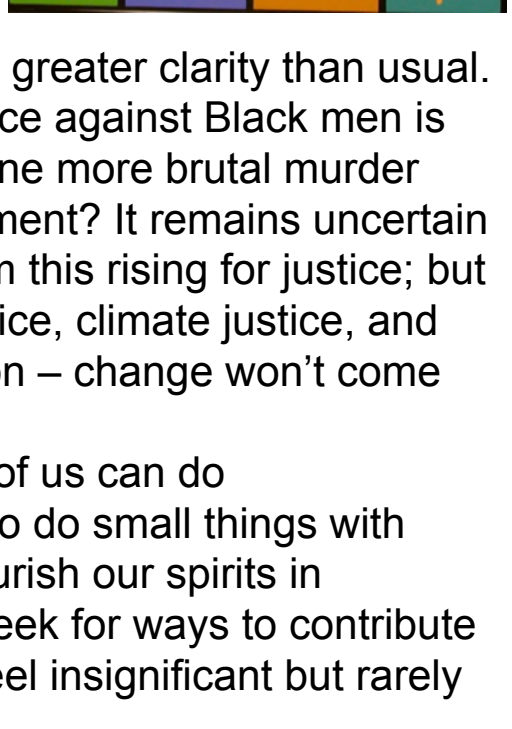 greater clarity than usual.
ce against Black men is
ne more brutal murder
ment? It remains uncertain
m this rising for justice; but
ice, climate justice, and
on – change won’t come
of us can do
o do small things with
urish our spirits in
eek for ways to contribute
eel insignificant but rarely